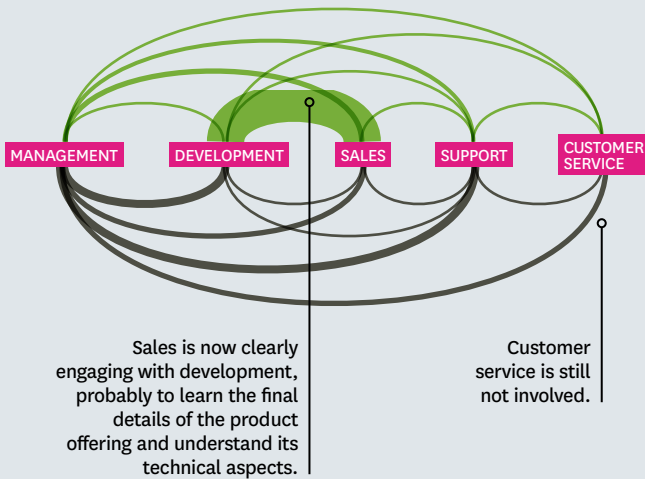 MANAGEMENT
DEVELOPMENT
SALES
SUPPORT
CUSTOMER
SERVICE
Sales is now clearly
engaging with development,
probably to learn the final
details of the product
offering and understand its
technical aspects.
Customer
service is still
not involved.